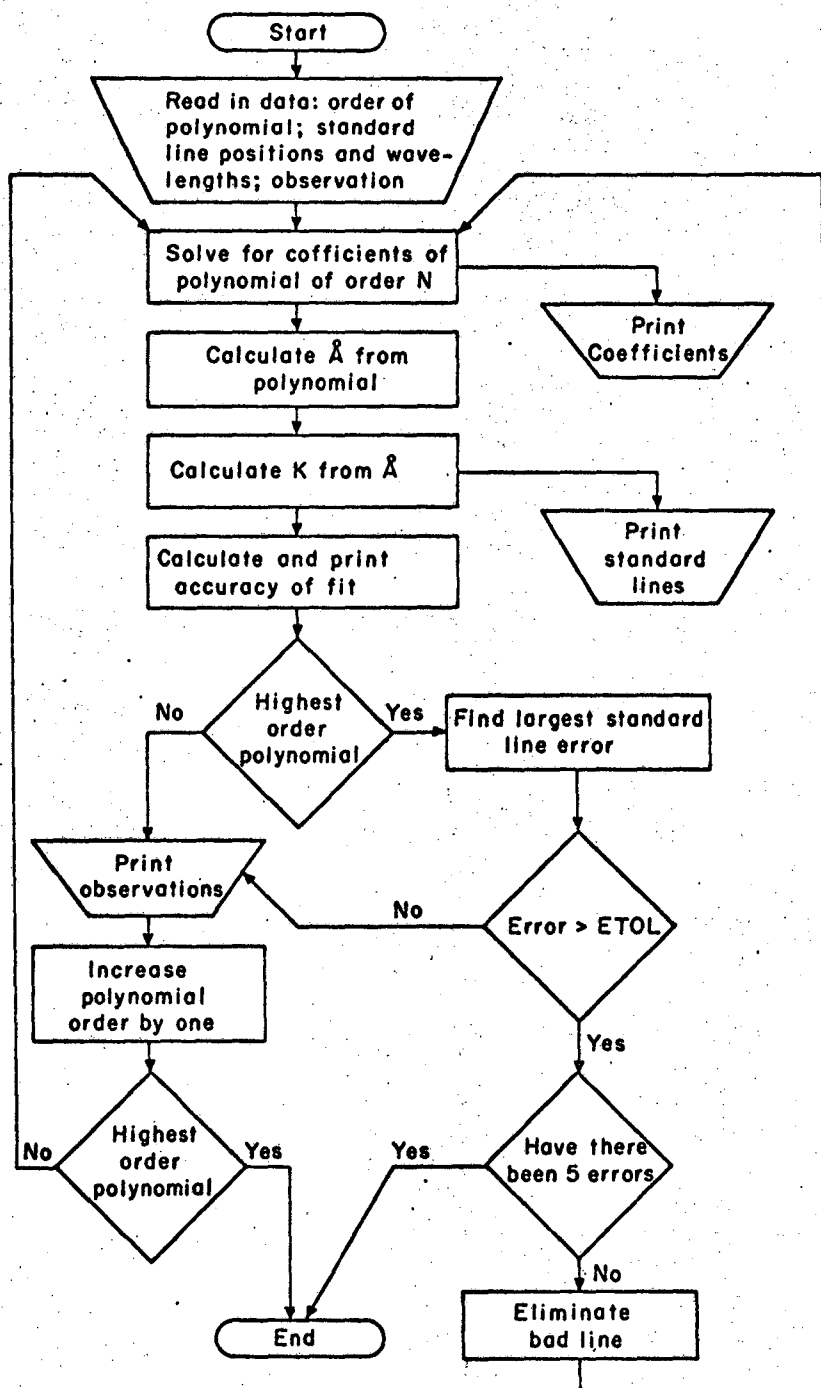 Start
Read in data: order of
polynomial; standard
line positions and wave-
lengths; observation
Solve for cofficients of
polynomial of order N
Print
Coefficients
Calculate Å from
polynomial
Calculate K from Å
Print
standard
lines
Calculate and print
accuracy of fit
Highest
order
polynomial
No
Yes
Find largest standard
line error
Print
observations
No
Error > ETOL
Increase
polynomial
order by one
Yes
No
Highest
order
polynomial
Yes
Yes
Have there
been 5 errors
No
End
Eliminate
bad line